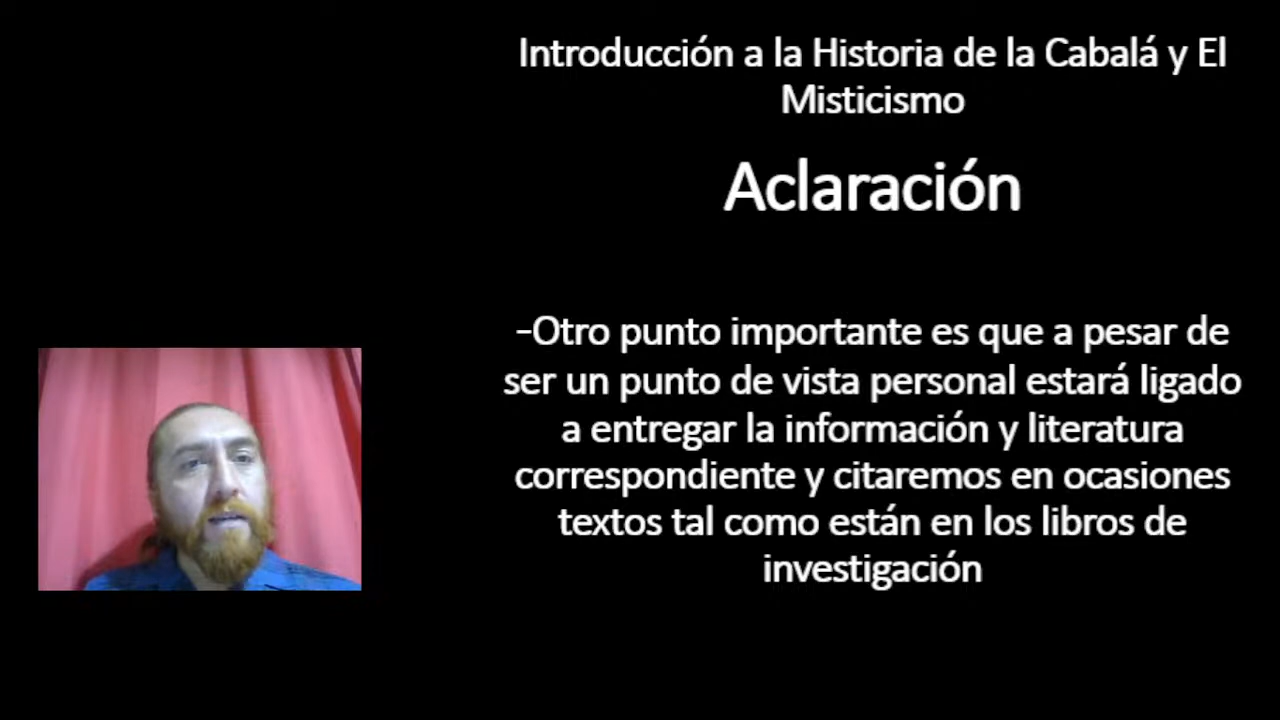 Introducción a la Historia de la Cabalá y El
Misticismo
Aclaración
-Otro punto importante es que a pesar de
ser un punto de vista personal estará ligado
a entregar la información y literatura
correspondiente y citaremos en ocasiones
textos tal como están en los libros de
investigación